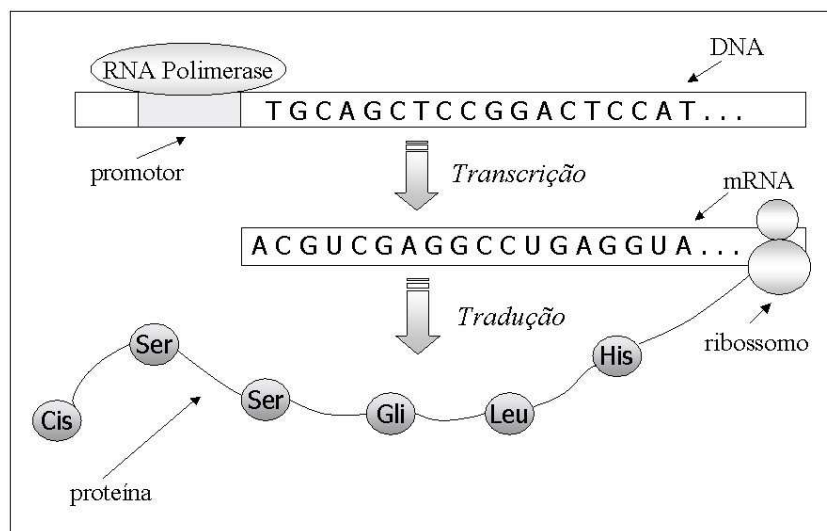 DNA
RNA Polimerase
TGCAGCTCCGGACTCCAT...
promotor
Transcrição
mRNA
ACGUCGAGGCCUGAGGUA...
Tradução
ribossomo
Ser
His
Cis
Ser
Gli
Leu
proteína